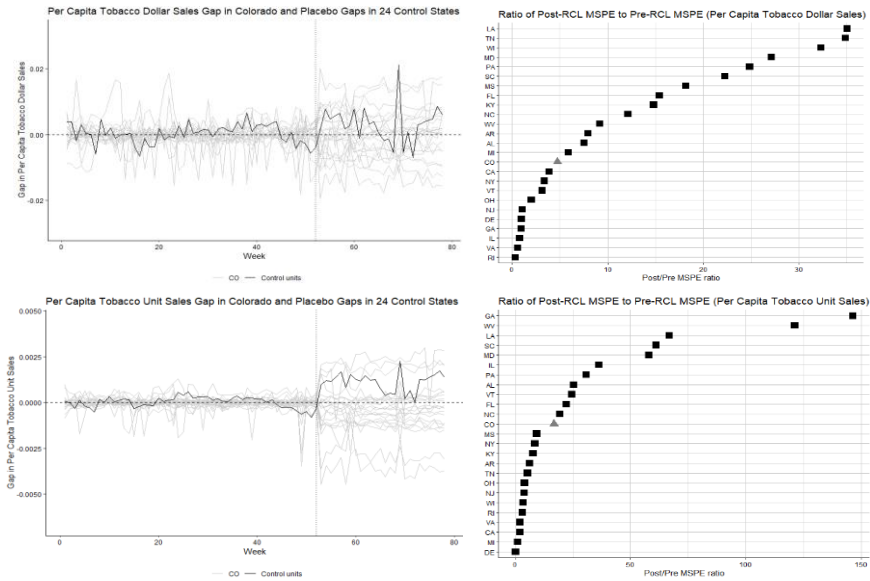 Per Capita Tobacco Dollar Sales Gap in Colorado and Placebo Gaps in 24 Control States
Gap in Per Capita Tobacco Dollar Sales
0.02
0.00
-0.02
0
20
40
60
80
Week
CO
Control units
Ratio of Post-RCL MSPE to Pre-RCL MSPE (Per Capita Tobacco Dollar Sales)
LA
TN
WI
MD
PA
SC
MS
FL
KY
NC
WV
AR
AL
MI
CO
CA
NY
VT
OH
NJ
DE
GA
IL
VA
RI
0
10
20
30
Post/Pre MSPE ratio
Per Capita Tobacco Unit Sales Gap in Colorado and Placebo Gaps in 24 Control States
Gap in Per Capita Tobacco Unit Sales
0.0050
0.0025
0.0000
-0.0025
-0.0050
0
20
40
60
80
Week
CO
Control units
Ratio of Post-RCL MSPE to Pre-RCL MSPE (Per Capita Tobacco Unit Sales)
GA
WV
LA
SC
MD
IL
PA
AL
VT
FL
NC
CO
MS
NY
KY
AR
TN
OH
NJ
WI
RI
VA
CA
MI
DE
0
50
100
150
Post/Pre MSPE ratio